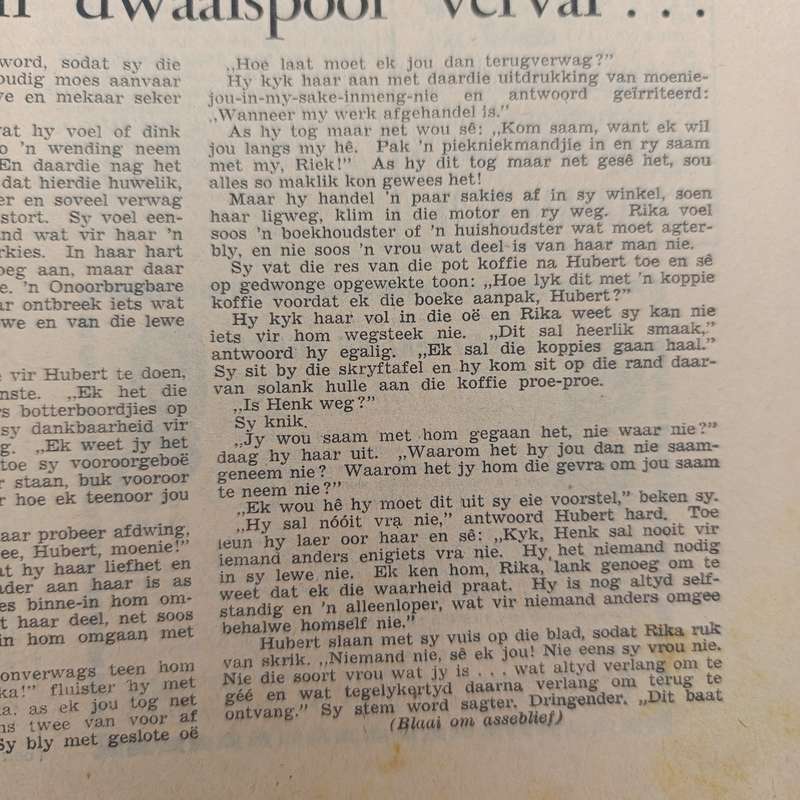 dwaalspoor verval . . .
word, sodat sy die
oudig moes aanvaar
ve en mekaar seker
vat hy voel of dink
o 'n wending neem
En daardie nag het
dat hierdie huwelik,
er en soveel verwag
stort. Sy voel een-
nd wat vir haar 'n
rkies. In haar hart
oeg aan, maar daar
e. 'n Onoorbrugbare
ar ontbreek iets wat
we en van die lewe
vir Hubert te doen,
nste. „Ek het die
rs botterboordjies op
sy dankbaarheid vir
g. „Ek weet jy het
toe sy vooroorgeboë
r staan, buk vooroor
r hoe ek teenoor jou
aar probeer afdwing,
ee, Hubert, moenie!"
at hy haar liefhet en
nder aan haar is as
es binne-in hom om-
t haar deel, net soos
in hom omgaan met
onverwags teen hom
ka!" fluister hy met
a. as ek jou tog net
ns twee van voor af
Sy bly met geslote oë
„Hoe laat moet ek jou dan terugverwag?"
Hy kyk haar aan met daardie uitdrukking van moenie-
jou-in-my-sake-inmeng-nie en antwoord geïrriteerd:
„Wanneer my werk afgehandel is."
As hy tog maar net wou sê: „Kom saam, want ek wil
jou langs my hê. Pak 'n piekniekmandjie in en ry saam
met my, Riek!" As hy dit tog maar net gesê het, sou
alles so maklik kon gewees het!
Maar hy handel 'n paar sakies af in sy winkel, soen
haar ligweg, klim in die motor en ry weg. Rika voel
soos 'n boekhoudster of 'n huishoudster wat moet agter-
bly, en nie soos 'n vrou wat deel is van haar man nie.
Sy vat die res van die pot koffie na Hubert toe en sê
op gedwonge opgewekte toon: „Hoe lyk dit met 'n koppie
koffie voordat ek die boeke aanpak, Hubert?"
Hy kyk haar vol in die oë en Rika weet sy kan nie
iets vir hom wegsteek nie. „Dit sal heerlik smaak,"
antwoord hy egalig. „Ek sal die koppies gaan haal."
Sy sit by die skryftafel en hy kom sit op die rand daar-
van solank hulle aan die koffie proe-proe.
„Is Henk weg?"
Sy knik.
„Jy wou saam met hom gegaan het, nie waar nie?"
daag hy haar uit. „Waarom het hy jou dan nie saam-
geneem nie? Waarom het jy hom die gevra om jou saam
te neem nie?"
„Ek wou hê hy moet dit uit sy eie voorstel," beken sy.
„Hy sal nóóit vra nie," antwoord Hubert hard. Toe
leun hy laer oor haar en sê: „Kyk, Henk sal nooit vir
iemand anders enigiets vra nie. Hy het niemand nodig
in sy lewe nie. Ek ken hom, Rika, lank genoeg om te
weet dat ek die waarheid praat. Hy is nog altyd self-
standig en 'n alleenloper, wat vir niemand anders omgee
behalwe homself nie."
Hubert slaan met sy vuis op die blad, sodat Rika ruk
van skrik. „Niemand nie, sê ek jou! Nie eens sy vrou nie.
Nie die soort vrou wat jy is . . . wat altyd verlang om te
géé en wat tegelykertyd daarna verlang om terug te
ontvang." Sy stem word sagter. Dringender. „Dit baat
(Blaai om asseblief)